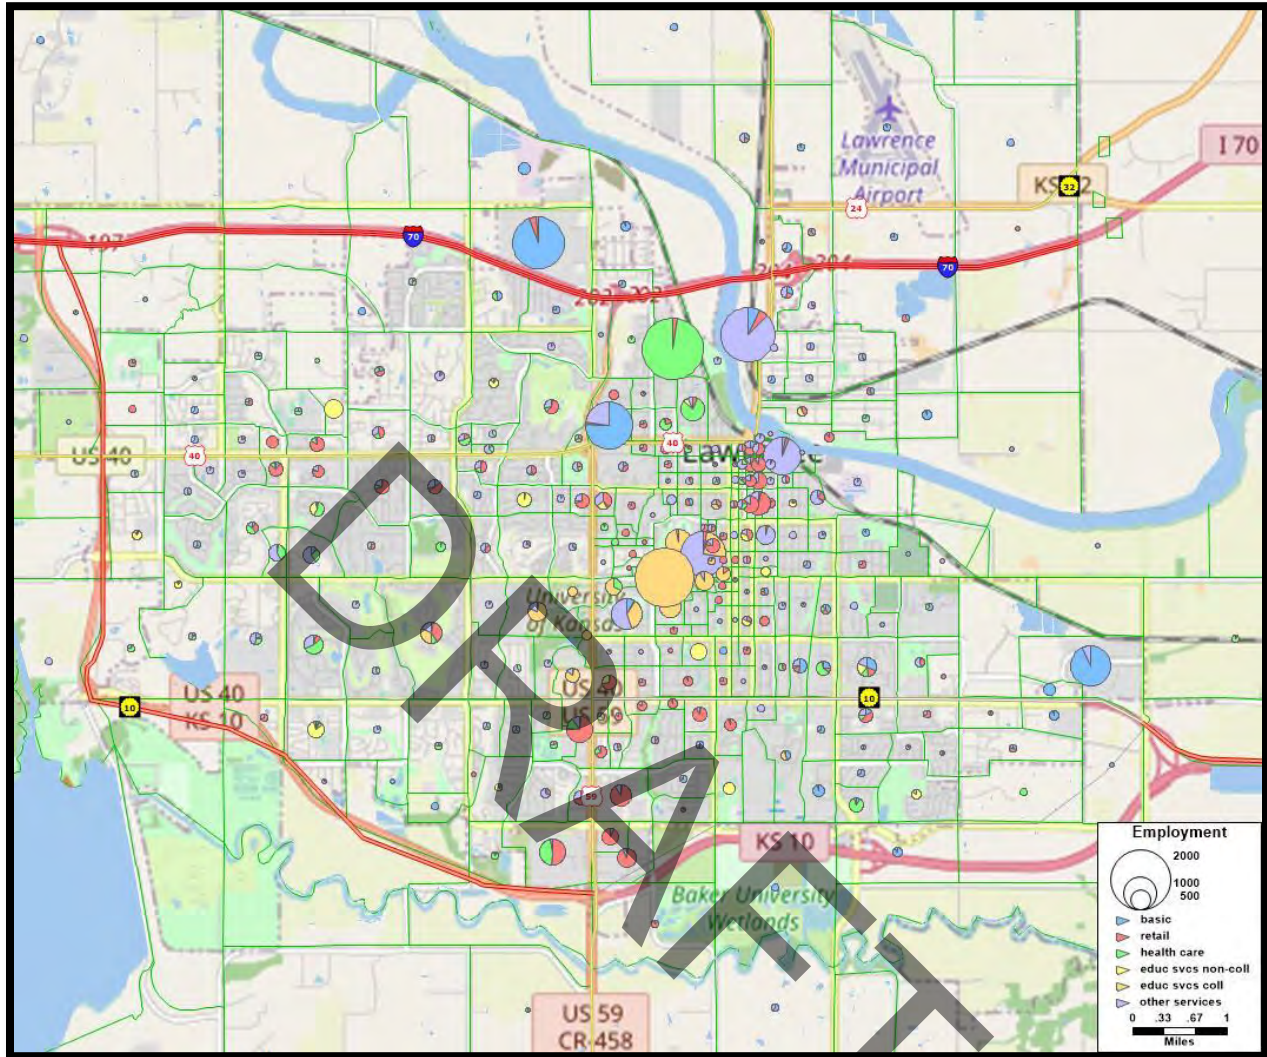 Lawrence
Municipal
Airport
I 70
32
24
70
70
US 40
40
40
University
of Kansas
US 40
KS 10
10
US 40
US 59
10
59
KS 10
Baker University
Wetlands
US 59
CR-458
DRAFT
Employment
2000
1000
500
basic
retail
health care
educ svcs non-coll
educ svcs coll
other services
0 .33 .67 1
Miles